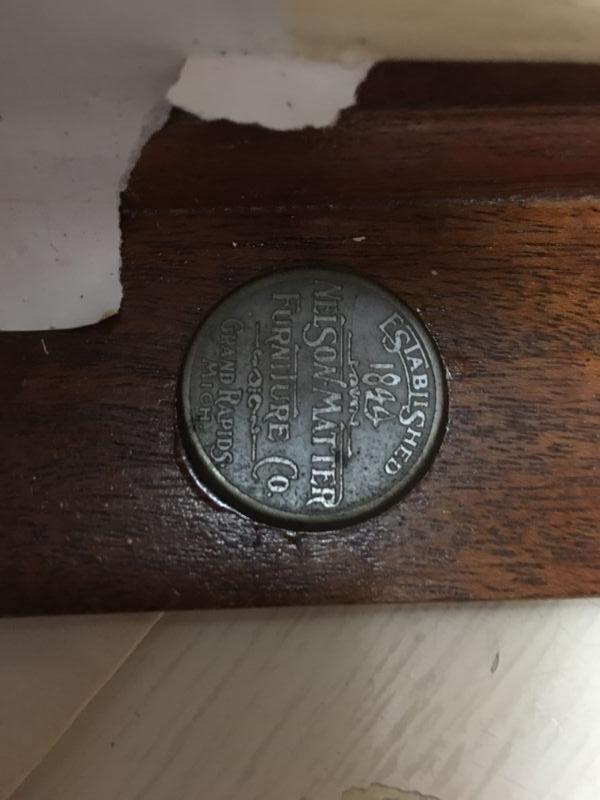 ESTABLISHED
1844
NELSON/MATTER
FURNITURE CO.
GRAND RAPIDS,
MICH.